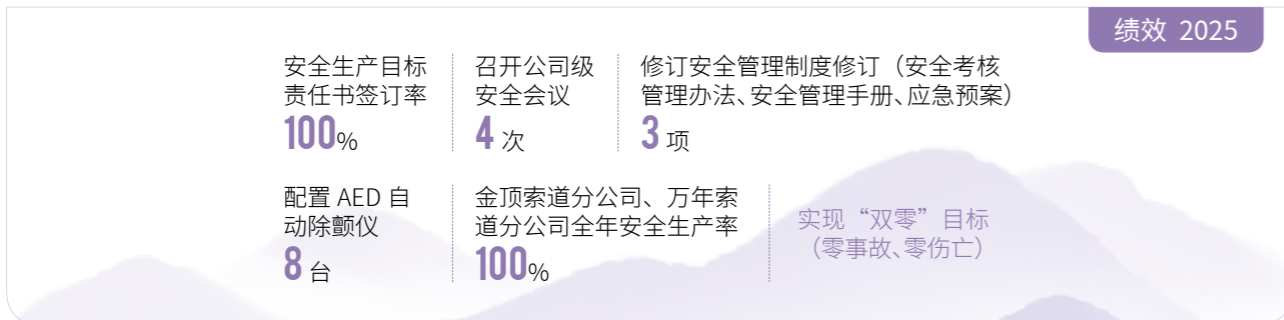 绩效 2025
安全生产目标
责任书签订率
100%
召开公司级
安全会议
4 次
修订安全管理制度修订（安全考核
管理办法、安全管理手册、应急预案）
3 项
配置 AED 自
动除颤仪
8 台
金顶索道分公司、万年索
道分公司全年安全生产率
100%
实现“双零”目标
（零事故、零伤亡）